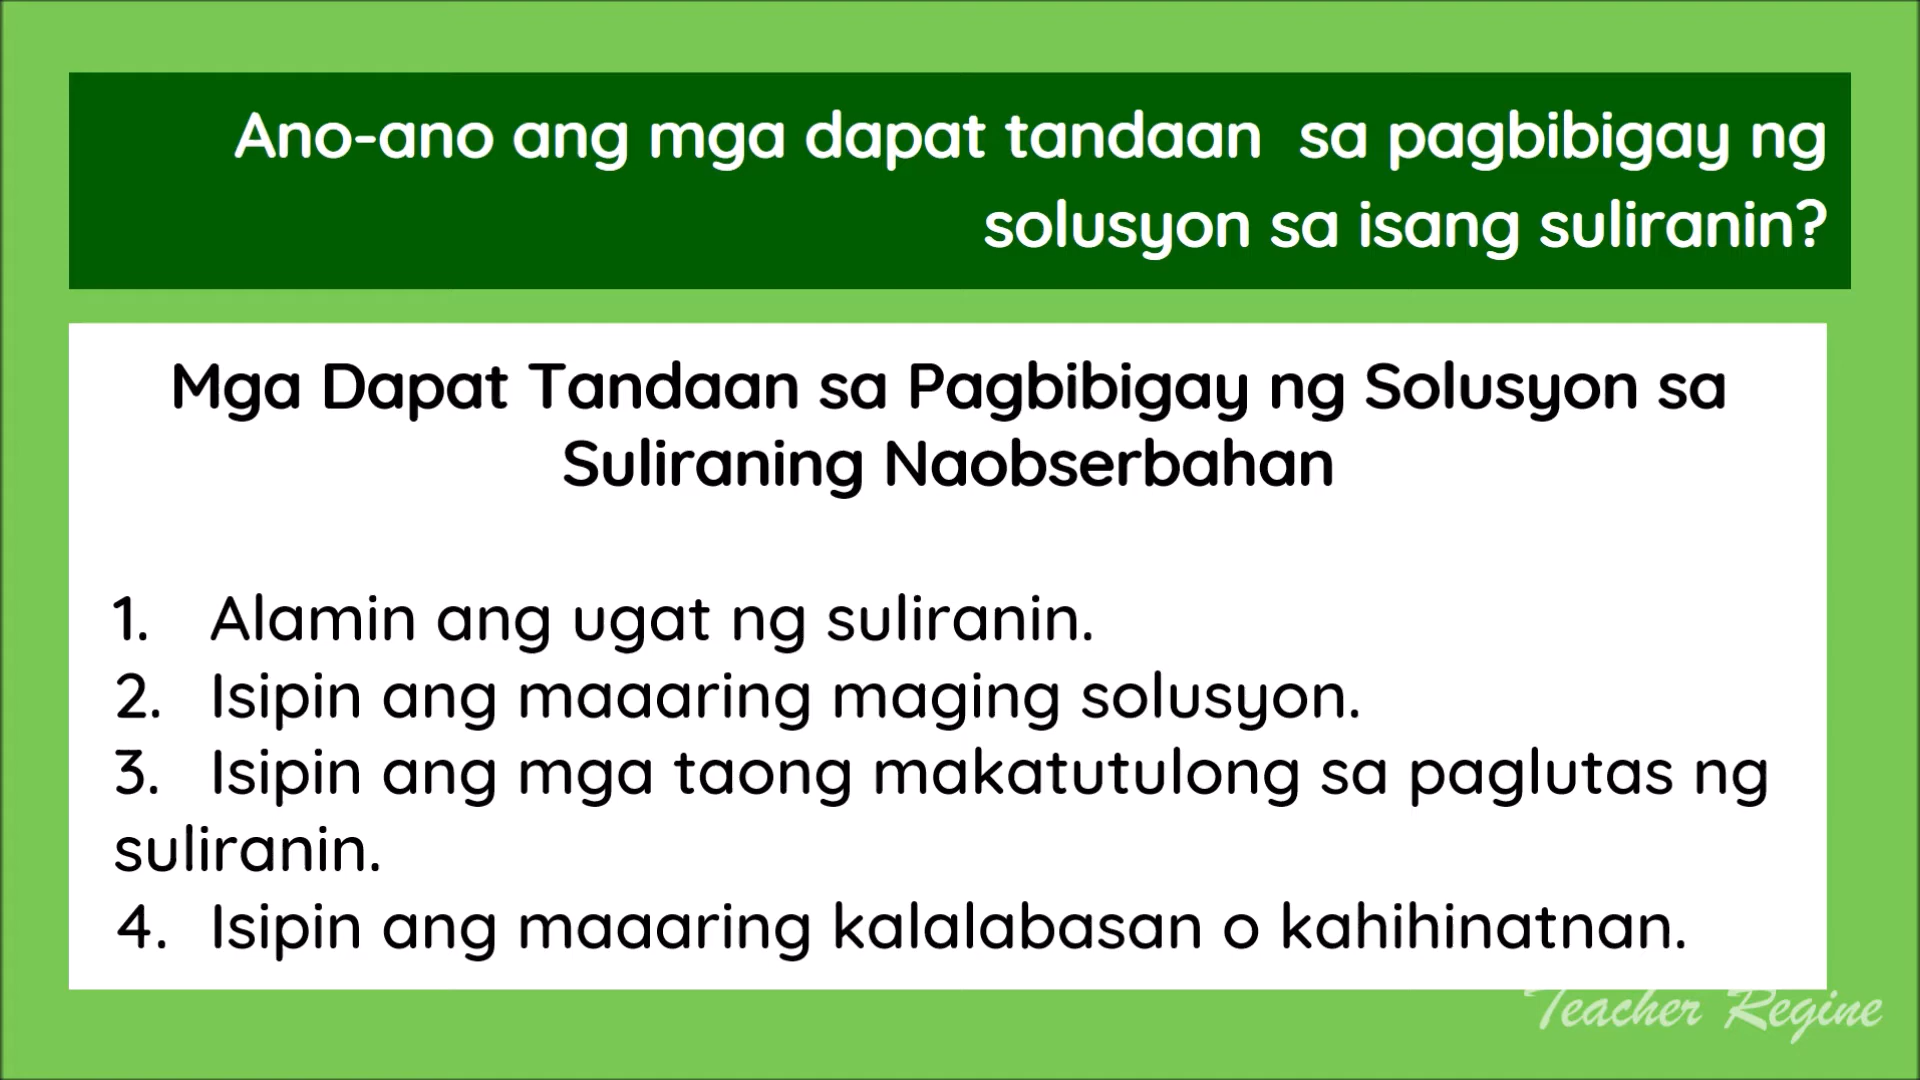 Ano-ano ang mga dapat tandaan sa pagbibigay ng
solusyon sa isang suliranin?
Mga Dapat Tandaan sa Pagbibigay ng Solusyon sa
Suliraning Naobserbahan
1. Alamin ang ugat ng suliranin.
2. Isipin ang maaaring maging solusyon.
3. Isipin ang mga taong makatutulong sa paglutas ng
suliranin.
4. Isipin ang maaaring kalalabasan o kahihinatnan.
Teacher Regine